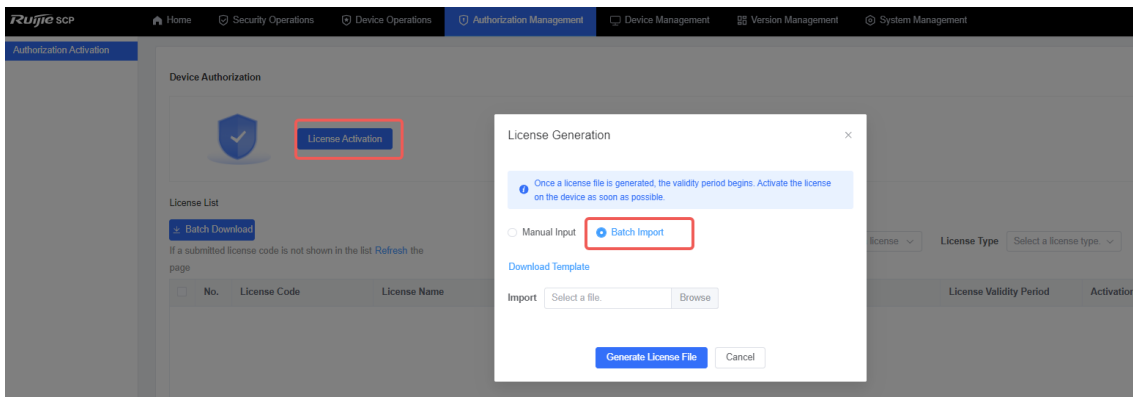 Ruijie SCP
Home
Security Operations
Device Operations
Authorization Management
Device Management
Version Management
System Management
Authorization Activation
Device Authorization
License Activation
License Generation
Once a license file is generated, the validity period begins. Activate the license
on the device as soon as possible.
Manual Input
Batch Import
Download Template
Import
Select a file.
Browse
Generate License File
Cancel
License List
Batch Download
If a submitted license code is not shown in the list Refresh the
page
license
License Type
Select a license type.
No.
License Code
License Name
License Validity Period
Activation